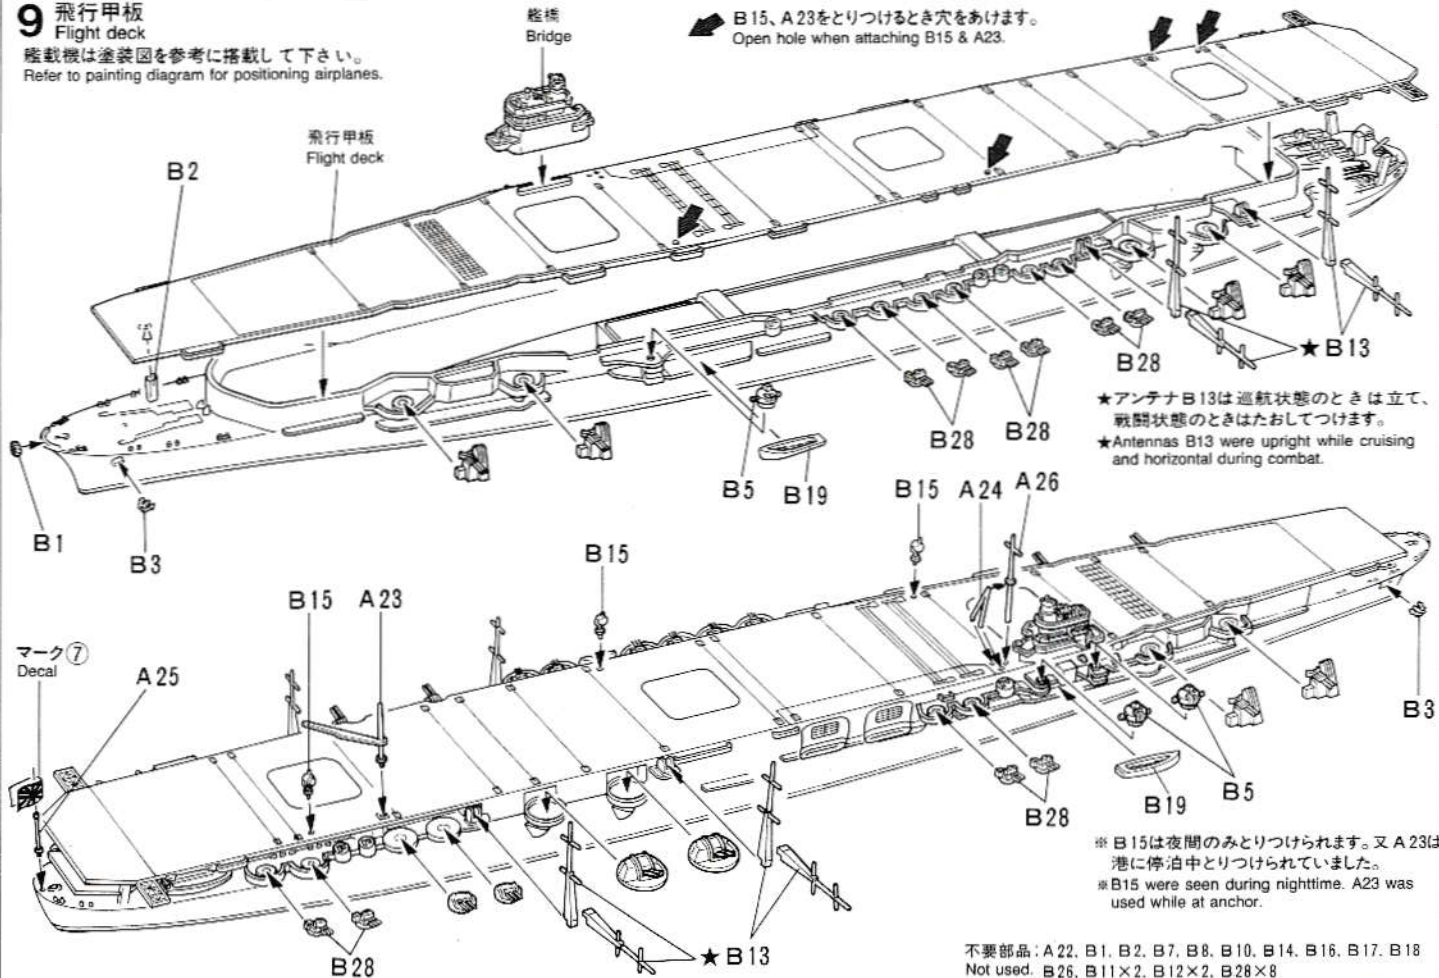 9 飛行甲板
Flight deck
艦載機は塗装図を参考に搭載して下さい。
Refer to painting diagram for positioning airplanes.
艦橋
Bridge
B15、A23をとりつけるとき穴をあけます。
Open hole when attaching B15 & A23.
飛行甲板
Flight deck
B2
B28
★B13
★アンテナB13は巡航状態のときは立て、
戦闘状態のときはたおしてつけます。
★Antennas B13 were upright while cruising
and horizontal during combat.
B28
B28
B5
B19
B1
B3
B15
A24
A26
B15
B15
A23
マーク⑦
Decal
A25
B3
B5
B19
B28
※B15は夜間のみとりつけられます。又A23は
港に停泊中とりつけられていました。
※B15 were seen during nighttime. A23 was
used while at anchor.
★B13
B28
不要部品:A22, B1, B2, B7, B8, B10, B14, B16, B17, B18
Not used. B26, B11×2, B12×2, B28×8